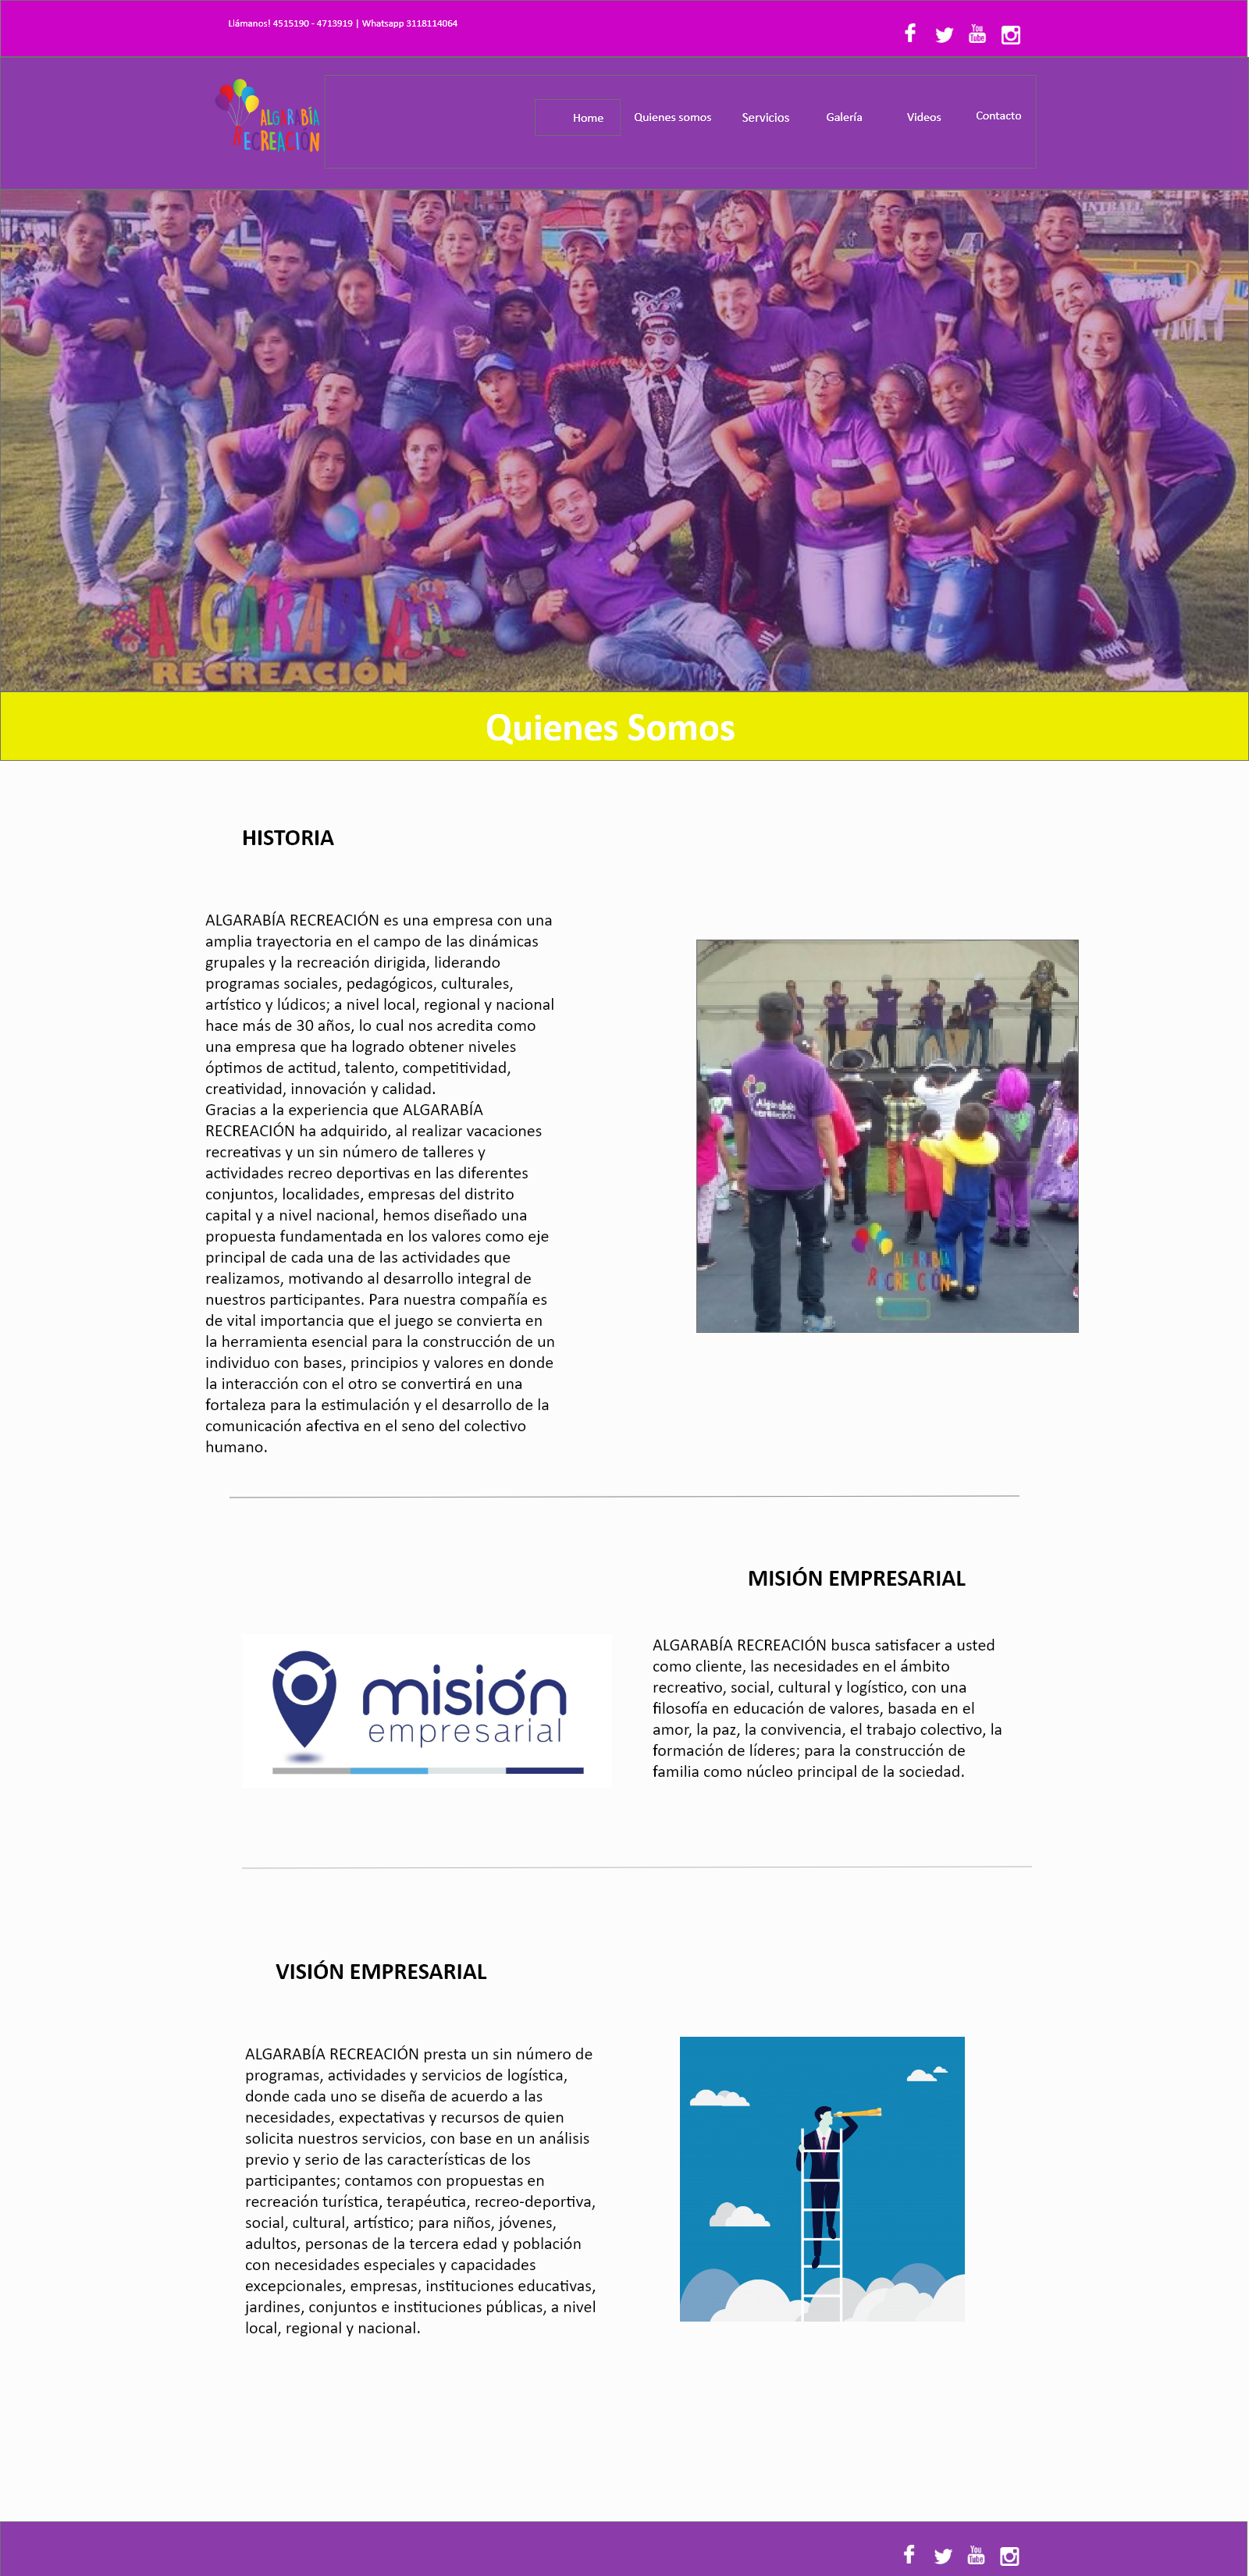 Llámanos! 4515190 - 4713919 | Whatsapp 3118114064
You
Tube
ALGARABÍA
RECREACIÓN
Home
Quienes somos
Servicios
Galería
Videos
Contacto
ALGARABIA
RECREACIÓN
Quienes Somos
HISTORIA
ALGARABÍA RECREACIÓN es una empresa con una
amplia trayectoria en el campo de las dinámicas
grupales y la recreación dirigida, liderando
programas sociales, pedagógicos, culturales,
artístico y lúdicos; a nivel local, regional y nacional
hace más de 30 años, lo cual nos acredita como
una empresa que ha logrado obtener niveles
óptimos de actitud, talento, competitividad,
creatividad, innovación y calidad.
Gracias a la experiencia que ALGARABÍA
RECREACIÓN ha adquirido, al realizar vacaciones
recreativas y un sin número de talleres y
actividades recreo deportivas en las diferentes
conjuntos, localidades, empresas del distrito
capital y a nivel nacional, hemos diseñado una
propuesta fundamentada en los valores como eje
principal de cada una de las actividades que
realizamos, motivando al desarrollo integral de
nuestros participantes. Para nuestra compañía es
de vital importancia que el juego se convierta en
la herramienta esencial para la construcción de un
individuo con bases, principios y valores en donde
la interacción con el otro se convertirá en una
fortaleza para la estimulación y el desarrollo de la
comunicación afectiva en el seno del colectivo
humano.
ALGARABÍA
RECREACIÓN
MISIÓN EMPRESARIAL
misión
empresarial
ALGARABÍA RECREACIÓN busca satisfacer a usted
como cliente, las necesidades en el ámbito
recreativo, social, cultural y logístico, con una
filosofía en educación de valores, basada en el
amor, la paz, la convivencia, el trabajo colectivo, la
formación de líderes; para la construcción de
familia como núcleo principal de la sociedad.
VISIÓN EMPRESARIAL
ALGARABÍA RECREACIÓN presta un sin número de
programas, actividades y servicios de logística,
donde cada uno se diseña de acuerdo a las
necesidades, expectativas y recursos de quien
solicita nuestros servicios, con base en un análisis
previo y serio de las características de los
participantes; contamos con propuestas en
recreación turística, terapéutica, recreo-deportiva,
social, cultural, artístico; para niños, jóvenes,
adultos, personas de la tercera edad y población
con necesidades especiales y capacidades
excepcionales, empresas, instituciones educativas,
jardines, conjuntos e instituciones públicas, a nivel
local, regional y nacional.
You
Tube